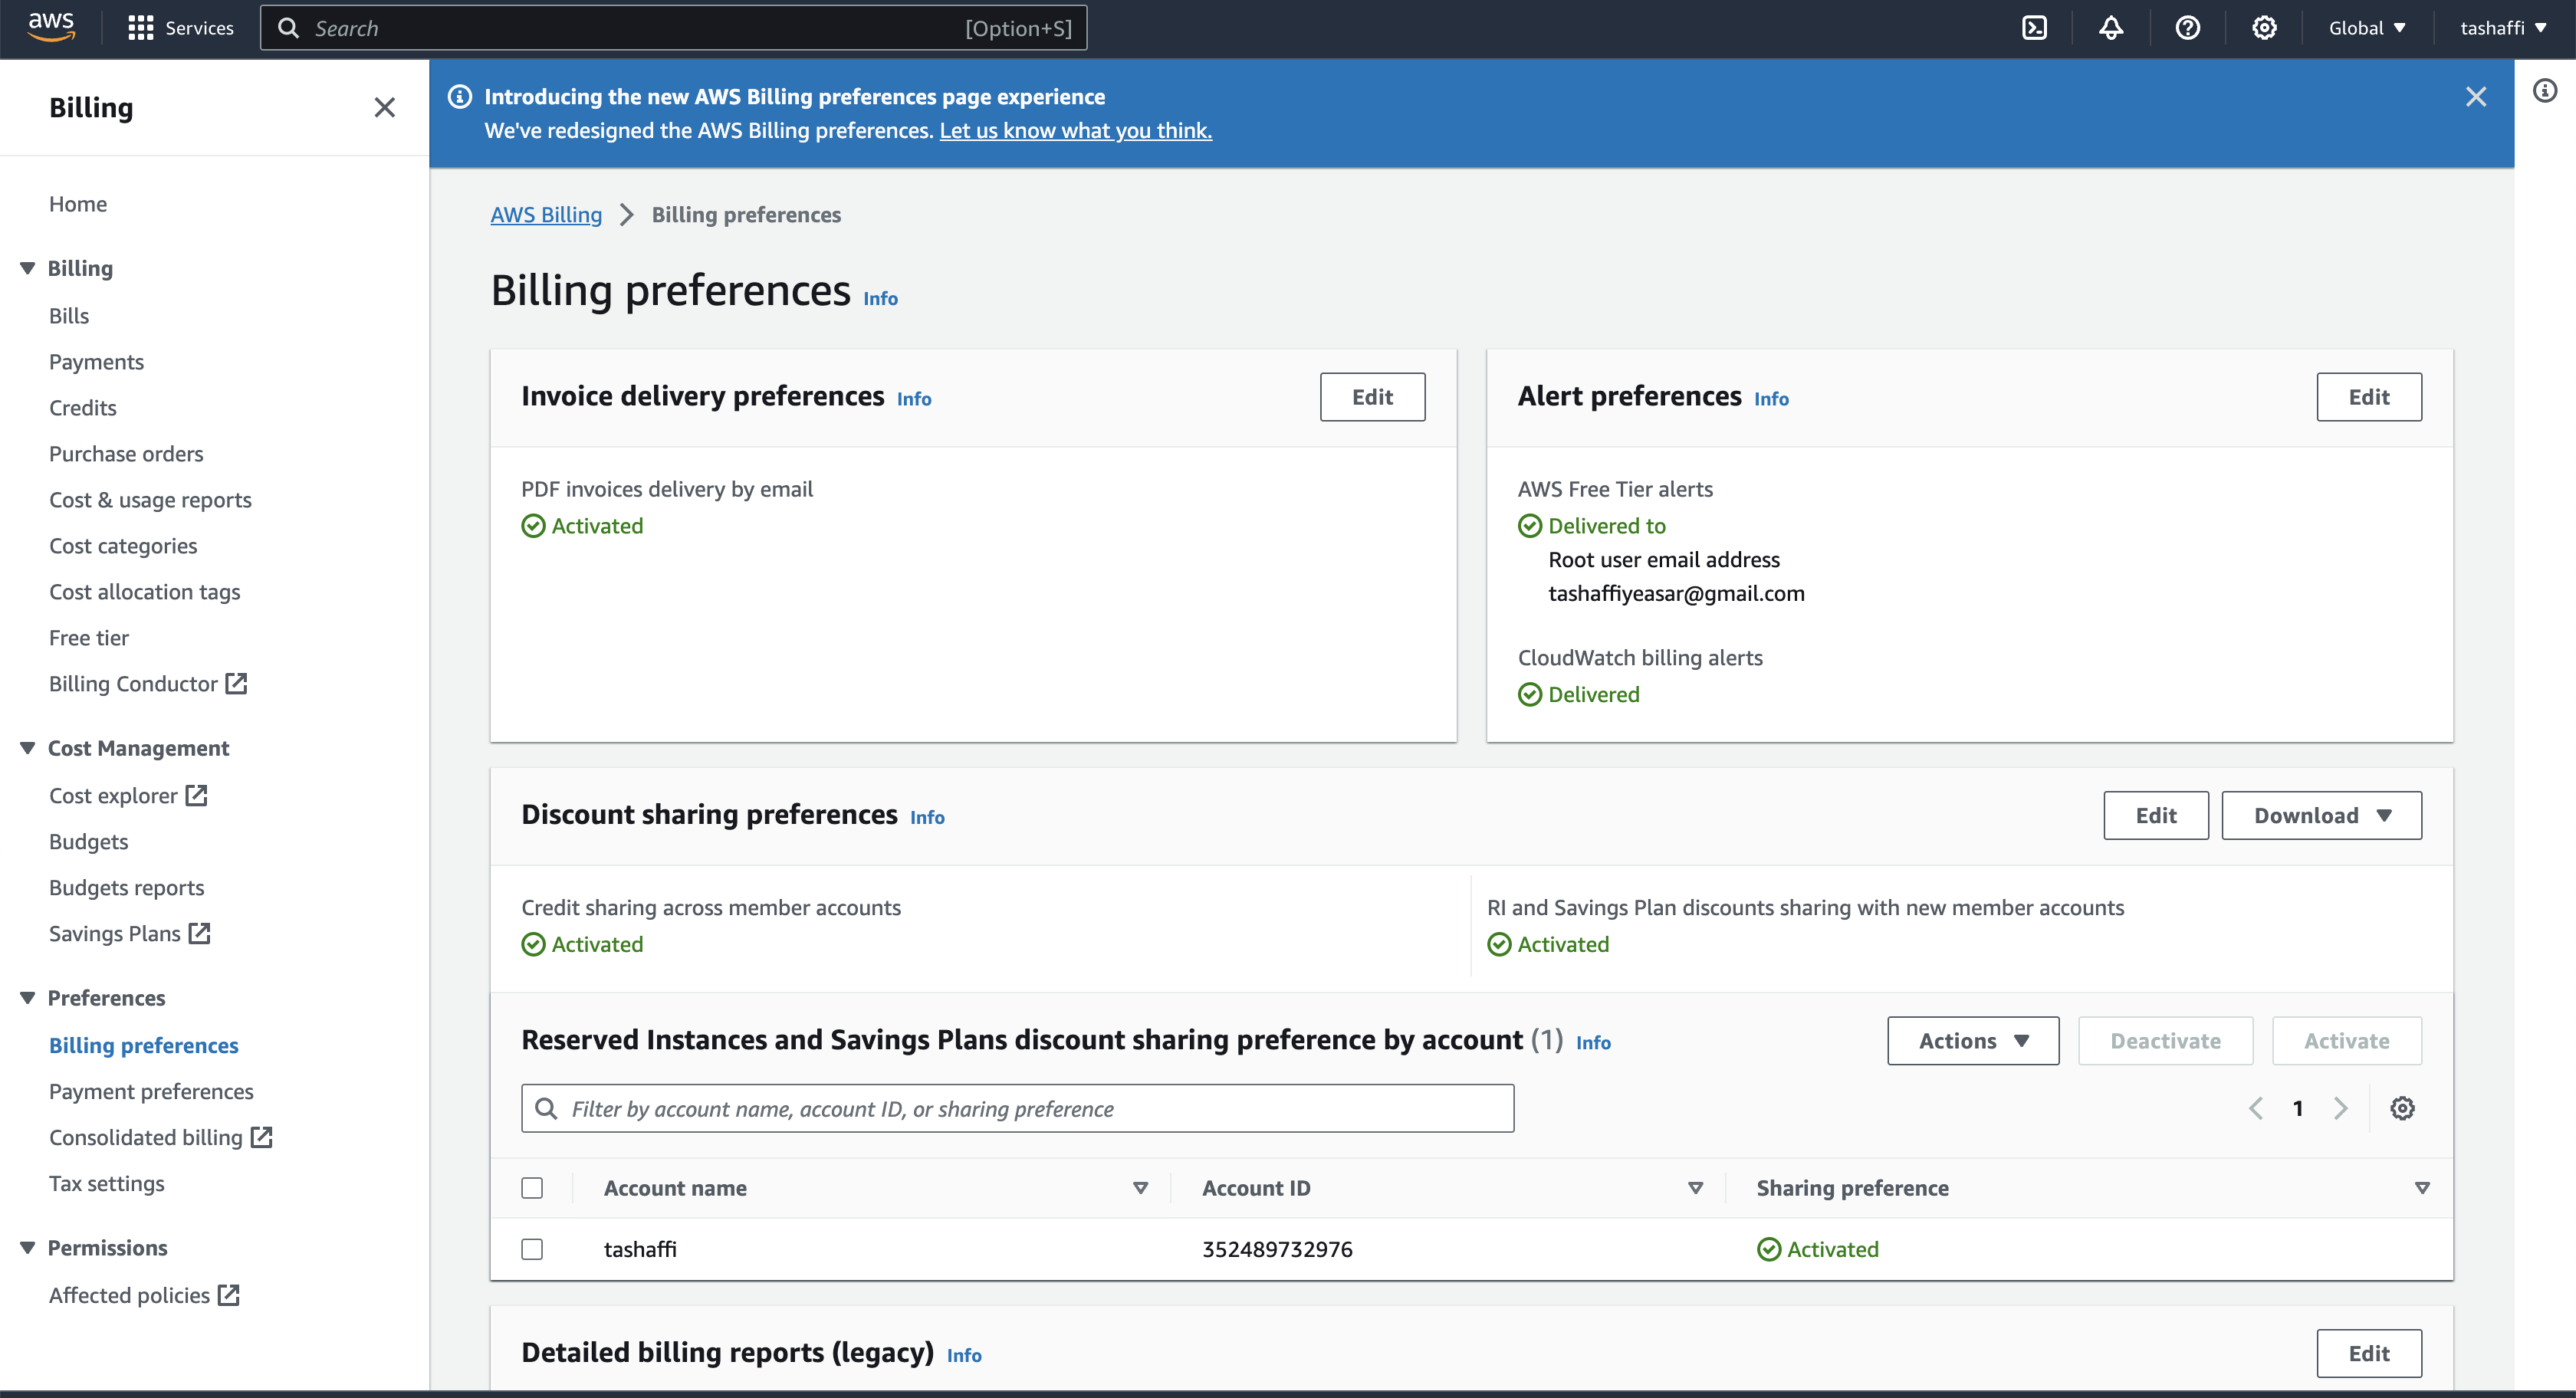 aws
Services
Search [Option+S]
Global
tashaffi
Billing
Home
Billing
Bills
Payments
Credits
Purchase orders
Cost & usage reports
Cost categories
Cost allocation tags
Free tier
Billing Conductor
Cost Management
Cost explorer
Budgets
Budgets reports
Savings Plans
Preferences
Billing preferences
Payment preferences
Consolidated billing
Tax settings
Permissions
Affected policies
Introducing the new AWS Billing preferences page experience
We've redesigned the AWS Billing preferences. Let us know what you think.
AWS Billing > Billing preferences
Billing preferences Info
Invoice delivery preferences Info
Edit
PDF invoices delivery by email
Activated
Alert preferences Info
Edit
AWS Free Tier alerts
Delivered to
Root user email address
tashaffiyeasar@gmail.com
CloudWatch billing alerts
Delivered
Discount sharing preferences Info
Edit
Download
Credit sharing across member accounts
Activated
RI and Savings Plan discounts sharing with new member accounts
Activated
Reserved Instances and Savings Plans discount sharing preference by account (1) Info
Actions
Deactivate
Activate
Filter by account name, account ID, or sharing preference
1
Account name Account ID Sharing preference
tashaffi 352489732976 Activated
Detailed billing reports (legacy) Info
Edit